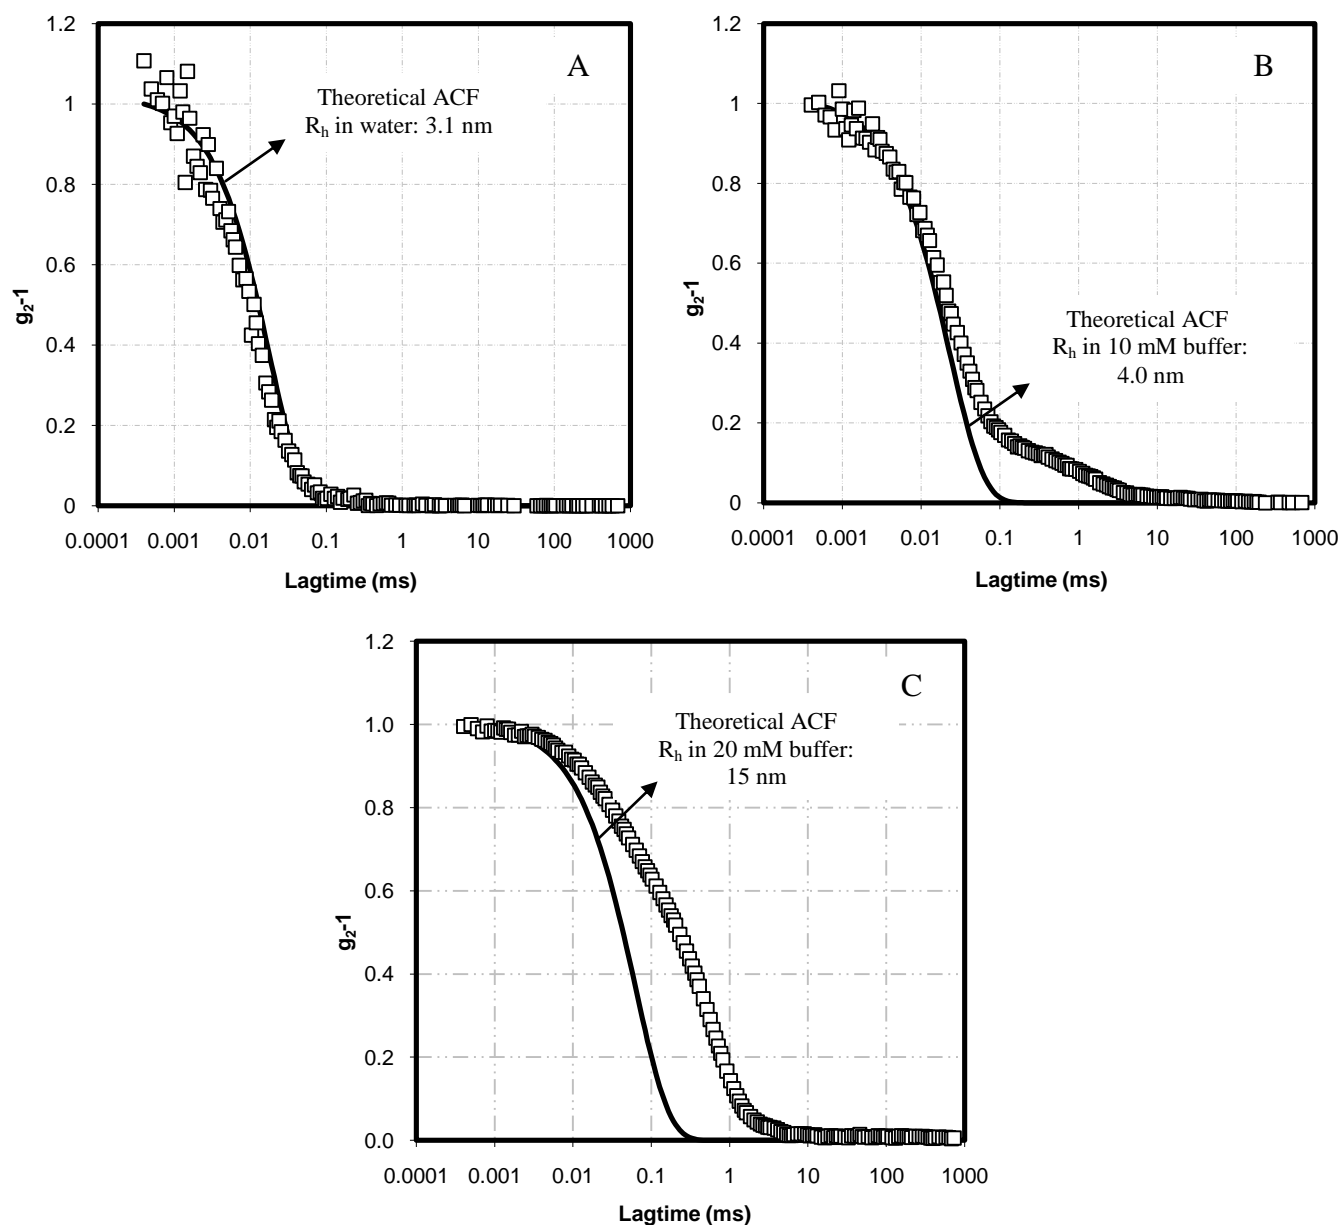 A
Theoretical ACF
Rₕ in water: 3.1 nm
1.2
1
0.8
0.6
0.4
0.2
0
g₂-1
0.0001 0.001 0.01 0.1 1 10 100 1000
Lagtime (ms)
B
Theoretical ACF
Rₕ in 10 mM buffer:
4.0 nm
1.2
1
0.8
0.6
0.4
0.2
0
g₂-1
0.0001 0.001 0.01 0.1 1 10 100 1000
Lagtime (ms)
C
Theoretical ACF
Rₕ in 20 mM buffer:
15 nm
1.2
1.0
0.8
0.6
0.4
0.2
0.0
g₂-1
0.0001 0.001 0.01 0.1 1 10 100 1000
Lagtime (ms)